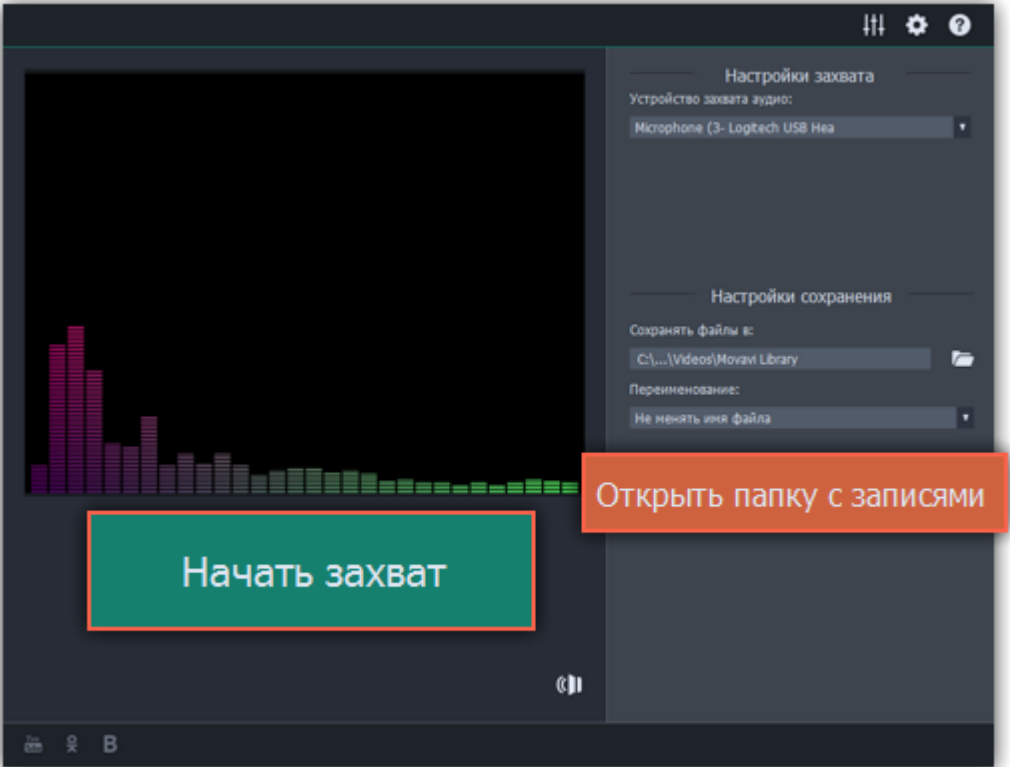 Настройки захвата
Устройство захвата аудио:
Microphone (3- Logitech USB Hea
Настройки сохранения
Сохранять файлы в:
C:\...\Videos\Movavi Library
Переименование:
Не менять имя файла
Открыть папку с записями
Начать захват